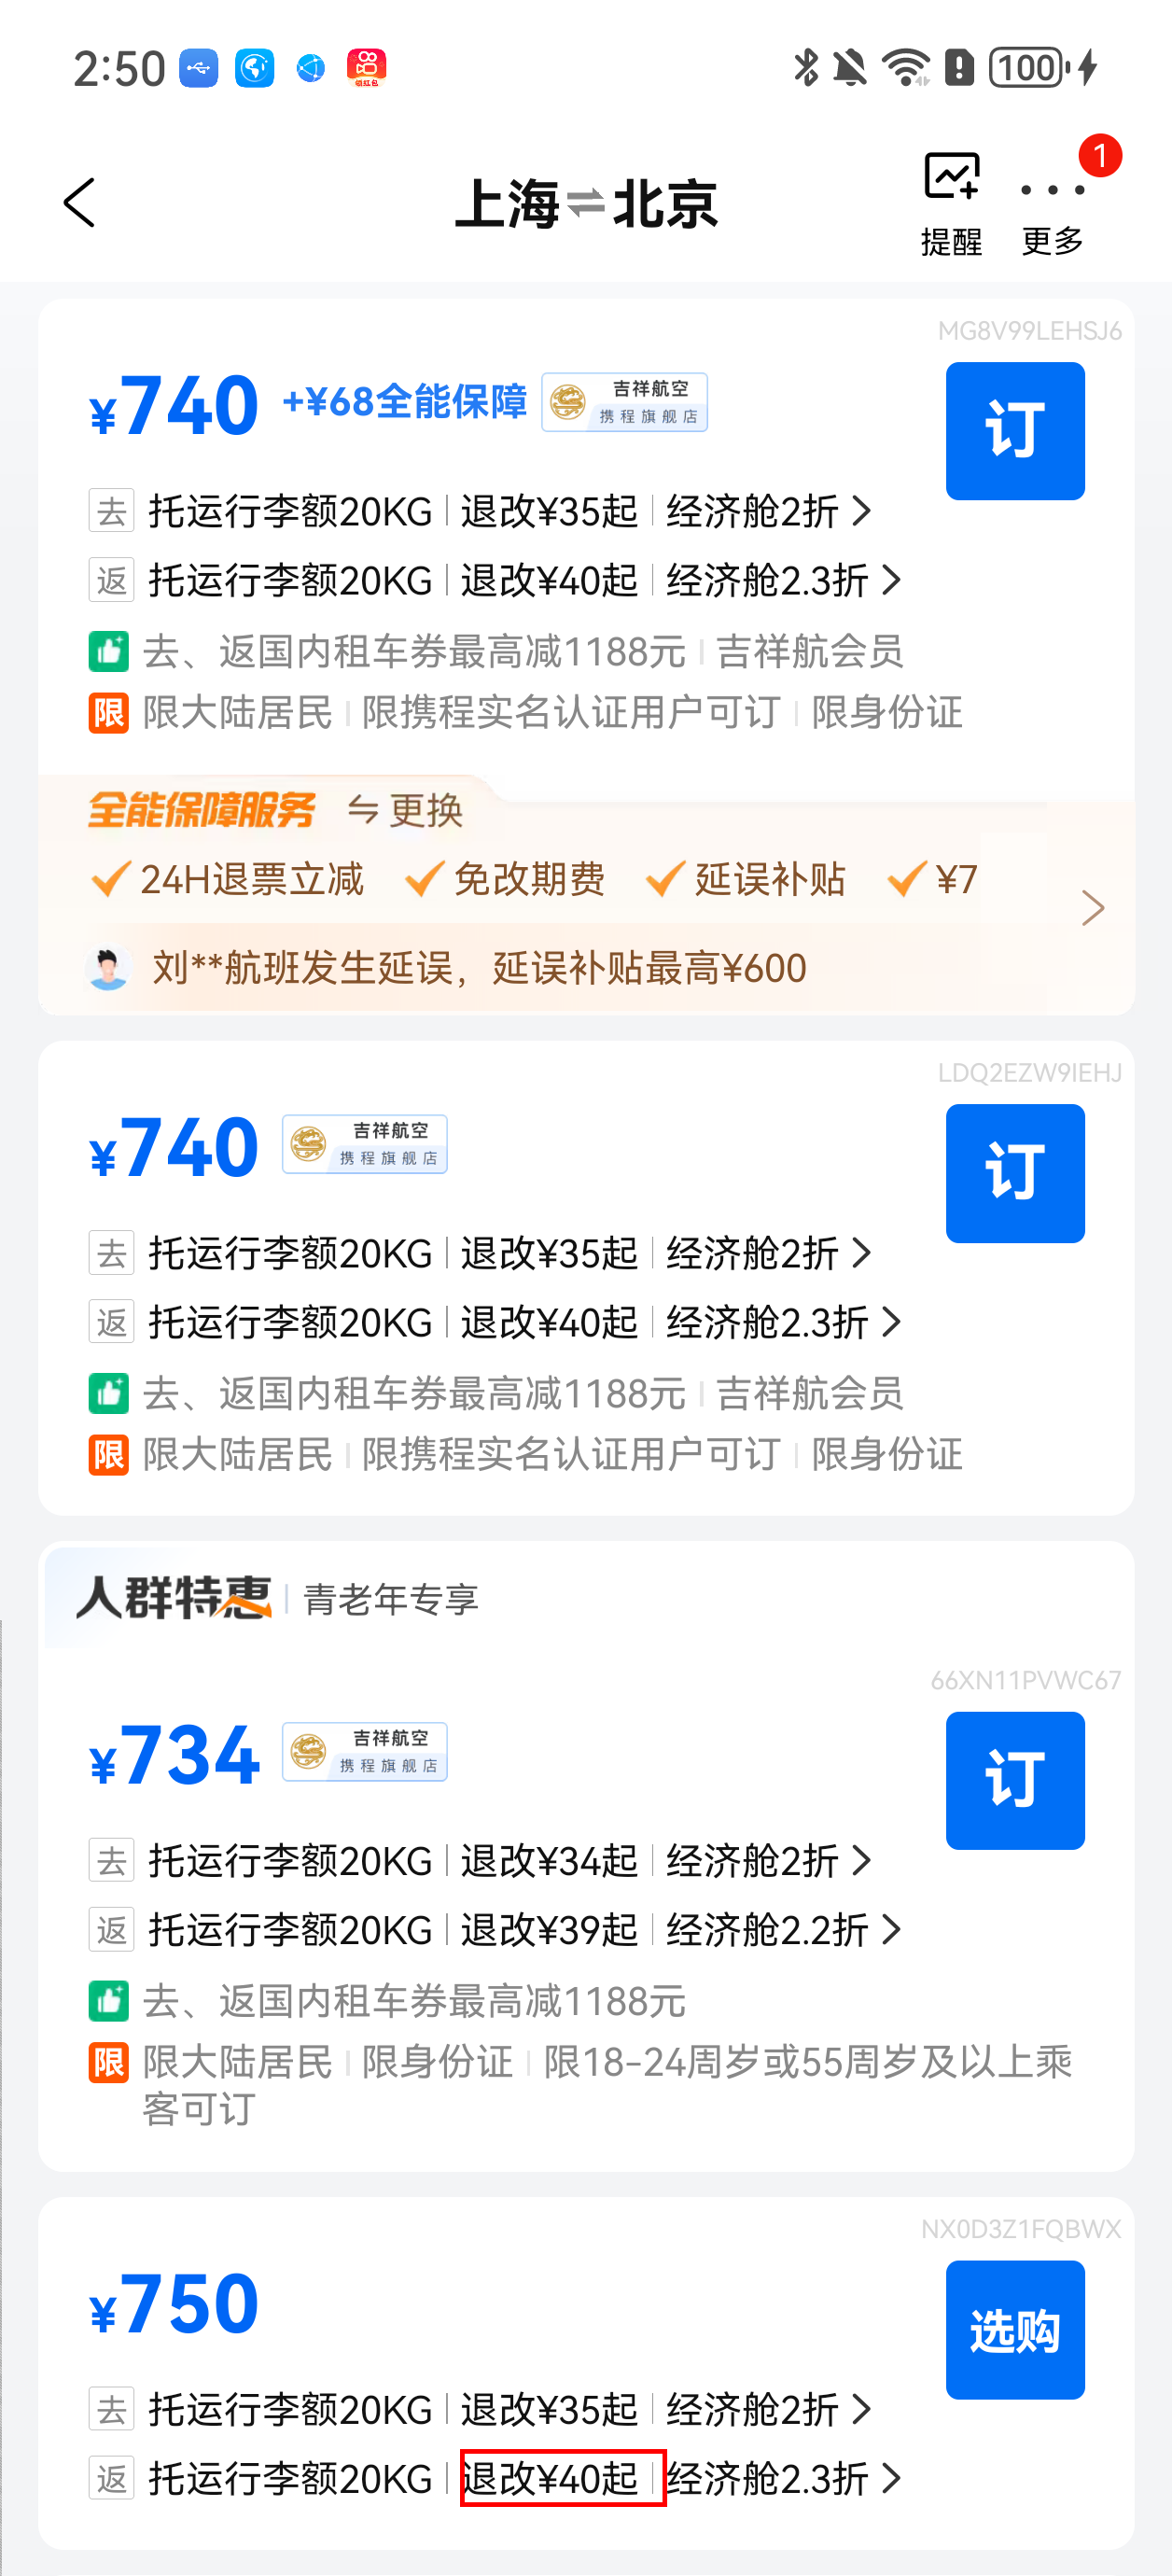 2:50
领红包
100
上海⇌北京
提醒
更多
1
MG8V99LEHSJ6
¥740 +¥68全能保障 吉祥航空 携程旗舰店
订
去 托运行李额20KG | 退改¥35起 | 经济舱2折 >
返 托运行李额20KG | 退改¥40起 | 经济舱2.3折 >
去、返国内租车券最高减1188元 | 吉祥航会员
限 限大陆居民 | 限携程实名认证用户可订 | 限身份证
全能保障服务 ⇋ 更换
24H退票立减 免改期费 延误补贴 ¥7
刘**航班发生延误，延误补贴最高¥600
LDQ2EZW9IEHJ
¥740 吉祥航空 携程旗舰店
订
去 托运行李额20KG | 退改¥35起 | 经济舱2折 >
返 托运行李额20KG | 退改¥40起 | 经济舱2.3折 >
去、返国内租车券最高减1188元 | 吉祥航会员
限 限大陆居民 | 限携程实名认证用户可订 | 限身份证
人群特惠 | 青老年专享
66XN11PVWC67
¥734 吉祥航空 携程旗舰店
订
去 托运行李额20KG | 退改¥34起 | 经济舱2折 >
返 托运行李额20KG | 退改¥39起 | 经济舱2.2折 >
去、返国内租车券最高减1188元
限 限大陆居民 | 限身份证 | 限18-24周岁或55周岁及以上乘
客可订
NX0D3Z1FQBWX
¥750
选购
去 托运行李额20KG | 退改¥35起 | 经济舱2折 >
返 托运行李额20KG | 退改¥40起 | 经济舱2.3折 >